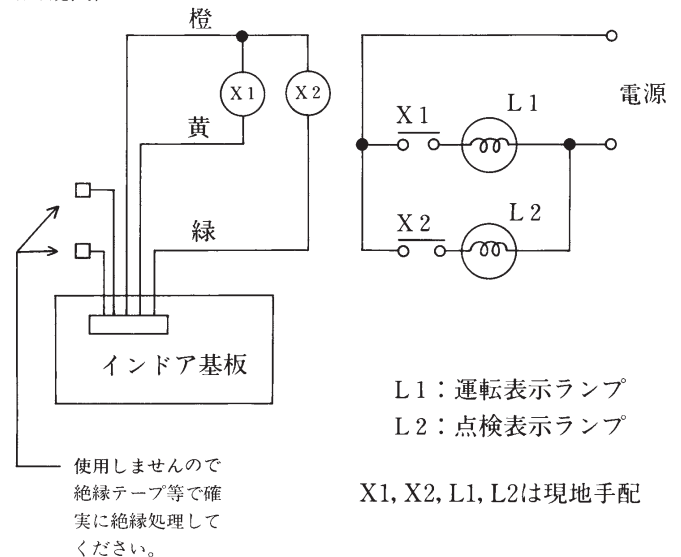 橙
X1
X2
黄
緑
インドア基板
使用しませんので
絶縁テープ等で確
実に絶縁処理して
ください。
電源
X1
L1
X2
L2
L1：運転表示ランプ
L2：点検表示ランプ
X1, X2, L1, L2は現地手配